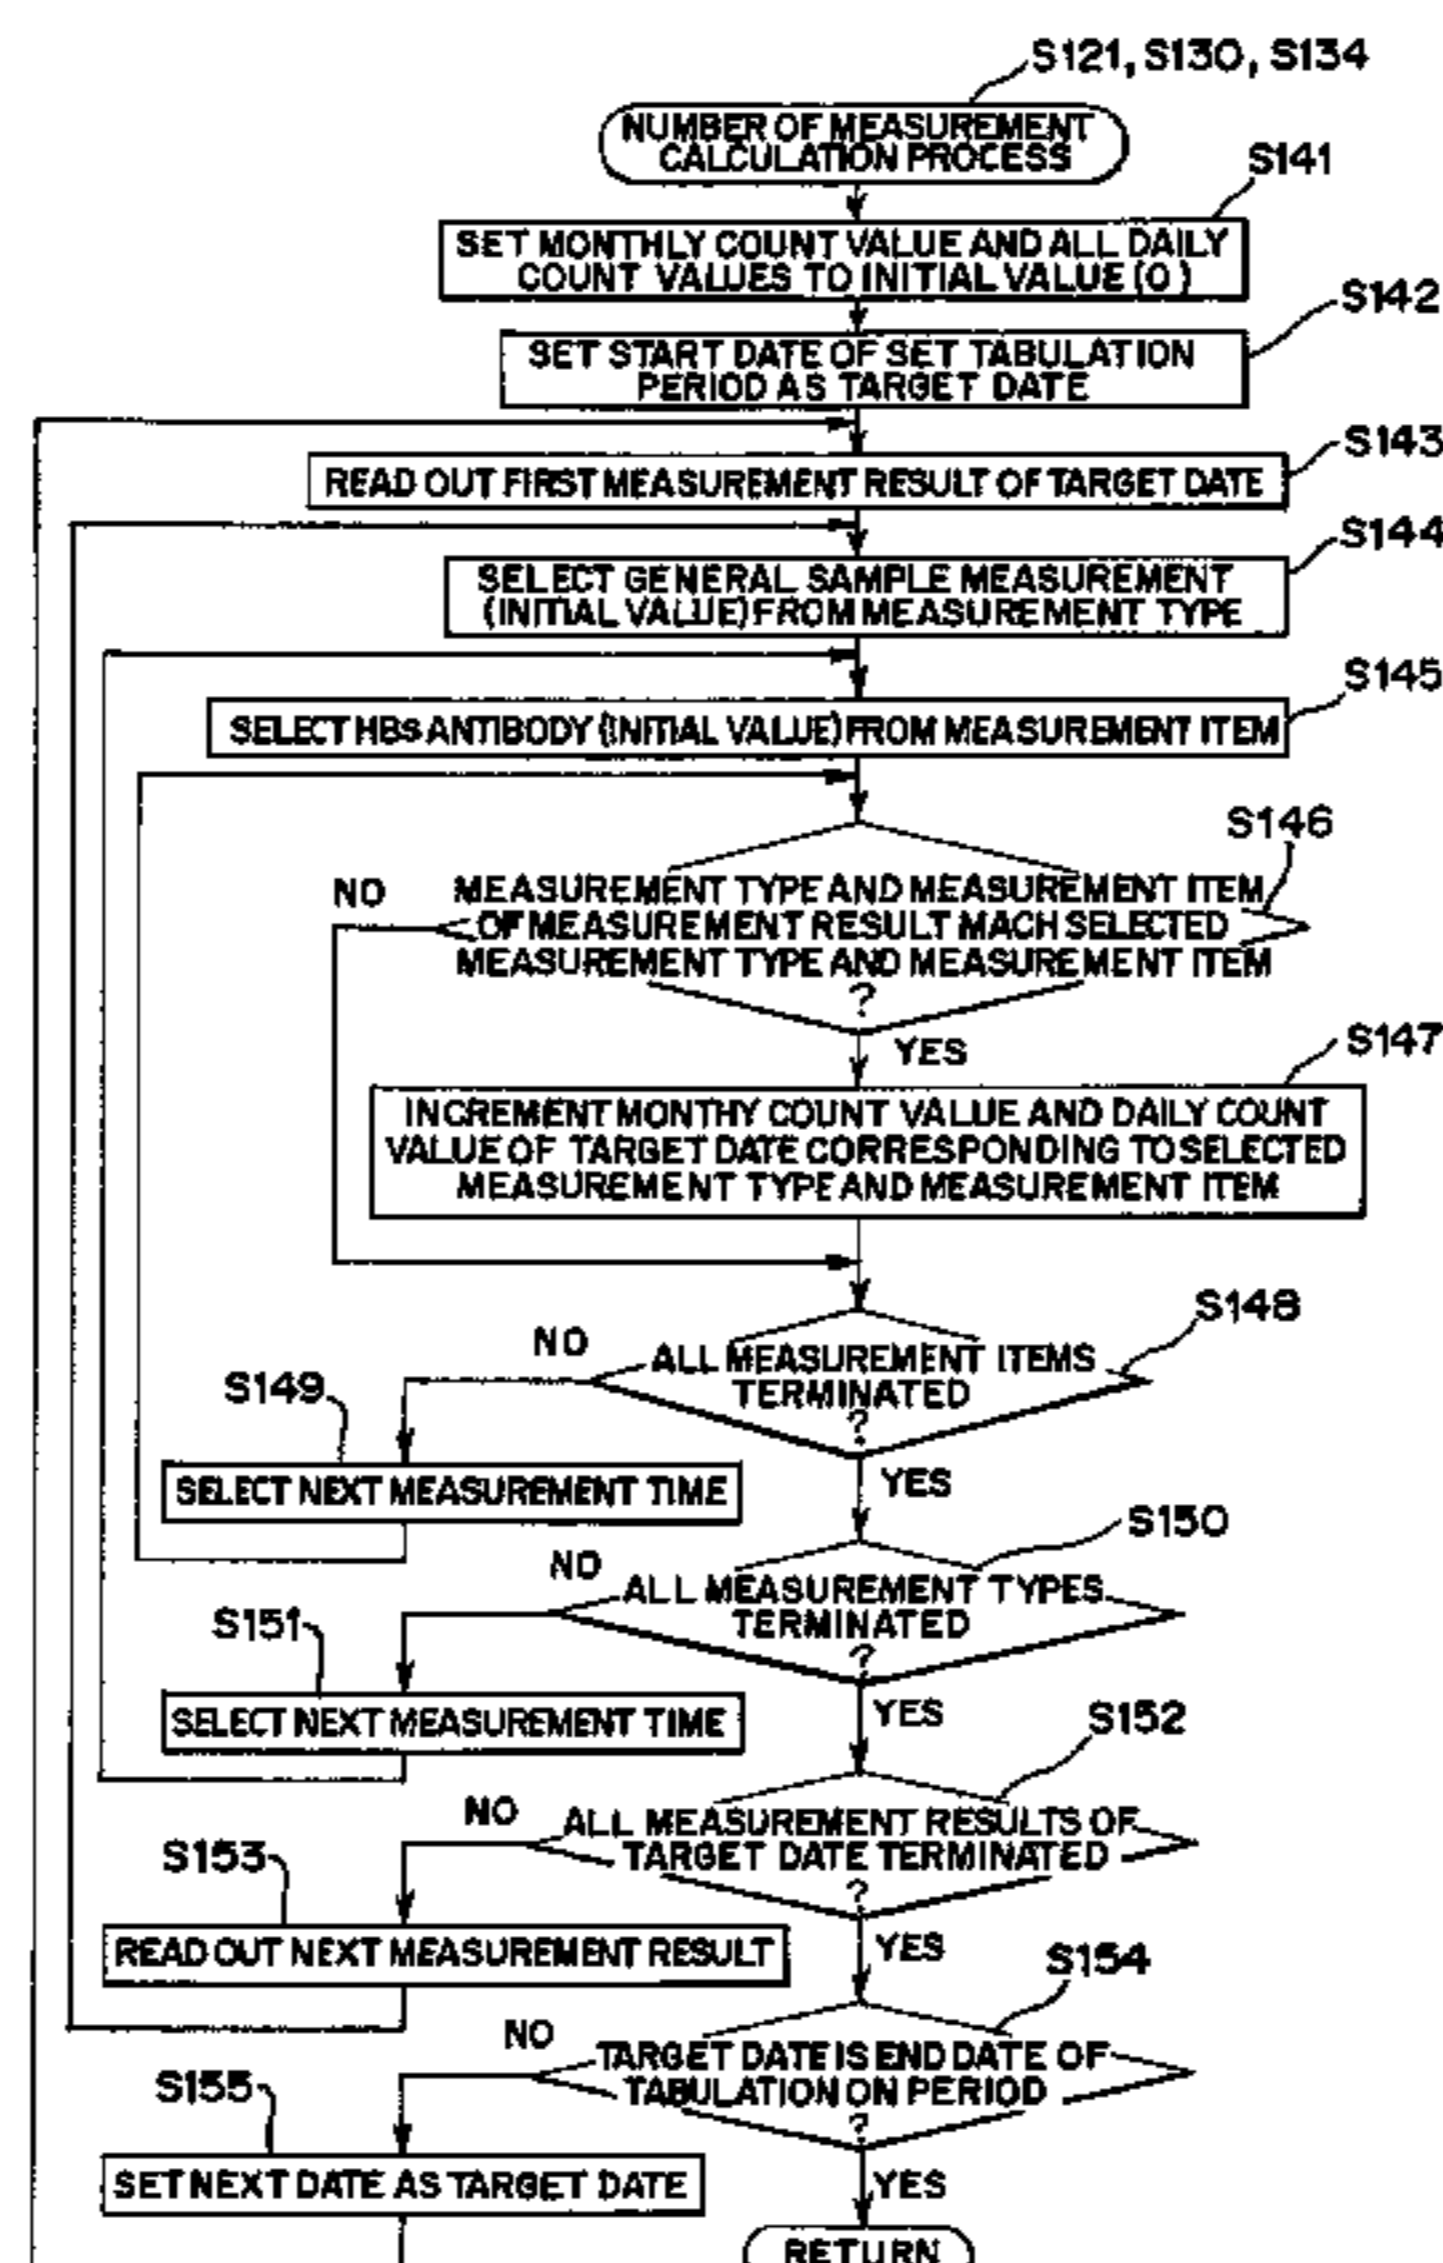 S121, S130, S134
NUMBER OF MEASUREMENT
CALCULATION PROCESS
S141
SET MONTHLY COUNT VALUE AND ALL DAILY
COUNT VALUES TO INITIAL VALUE (0)
S142
SET START DATE OF SET TABULATION
PERIOD AS TARGET DATE
S143
READ OUT FIRST MEASUREMENT RESULT OF TARGET DATE
S144
SELECT GENERAL SAMPLE MEASUREMENT
(INITIAL VALUE) FROM MEASUREMENT TYPE
S145
SELECT HBs ANTIBODY (INITIAL VALUE) FROM MEASUREMENT ITEM
S146
NO
MEASUREMENT TYPE AND MEASUREMENT ITEM
OF MEASUREMENT RESULT MACH SELECTED
MEASUREMENT TYPE AND MEASUREMENT ITEM
?
YES
S147
INCREMENT MONTHY COUNT VALUE AND DAILY COUNT
VALUE OF TARGET DATE CORRESPONDING TO SELECTED
MEASUREMENT TYPE AND MEASUREMENT ITEM
S148
NO
ALL MEASUREMENT ITEMS
TERMINATED
?
S149
SELECT NEXT MEASUREMENT TIME
YES
S150
NO
ALL MEASUREMENT TYPES
TERMINATED
?
S151
SELECT NEXT MEASUREMENT TIME
YES
S152
NO
ALL MEASUREMENT RESULTS OF
TARGET DATE TERMINATED
?
S153
READ OUT NEXT MEASUREMENT RESULT
YES
S154
NO
TARGET DATE IS END DATE OF
TABULATION ON PERIOD
?
S155
SET NEXT DATE AS TARGET DATE
YES
RETURN